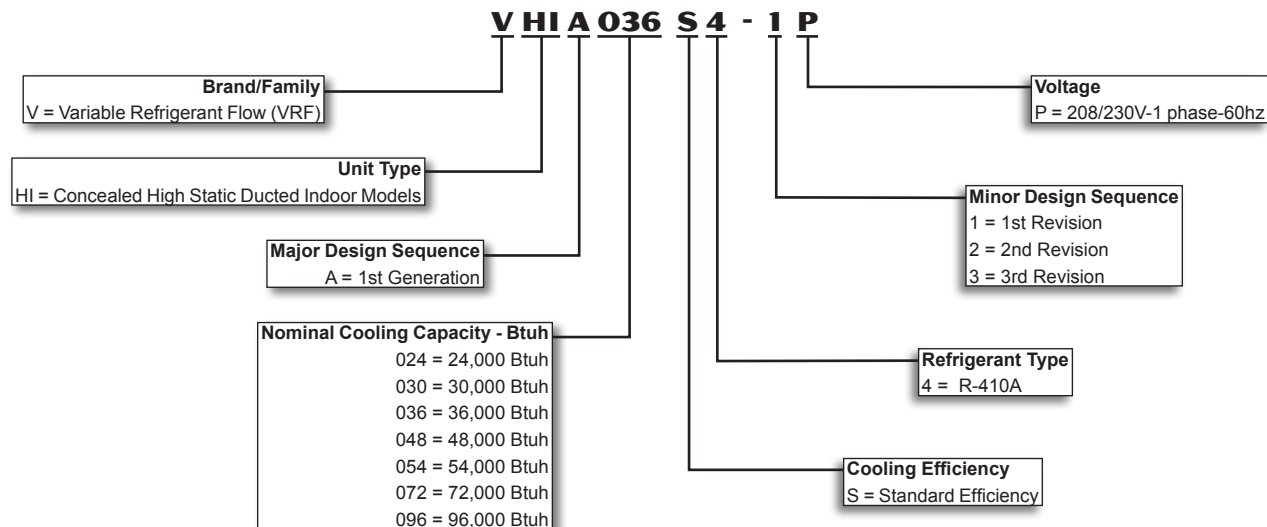 V HI A 036 S 4 - 1 P
Brand/Family
V = Variable Refrigerant Flow (VRF)
Unit Type
HI = Concealed High Static Ducted Indoor Models
Major Design Sequence
A = 1st Generation
Nominal Cooling Capacity - Btuh
024 = 24,000 Btuh
030 = 30,000 Btuh
036 = 36,000 Btuh
048 = 48,000 Btuh
054 = 54,000 Btuh
072 = 72,000 Btuh
096 = 96,000 Btuh
Voltage
P = 208/230V-1 phase-60hz
Minor Design Sequence
1 = 1st Revision
2 = 2nd Revision
3 = 3rd Revision
Refrigerant Type
4 = R-410A
Cooling Efficiency
S = Standard Efficiency